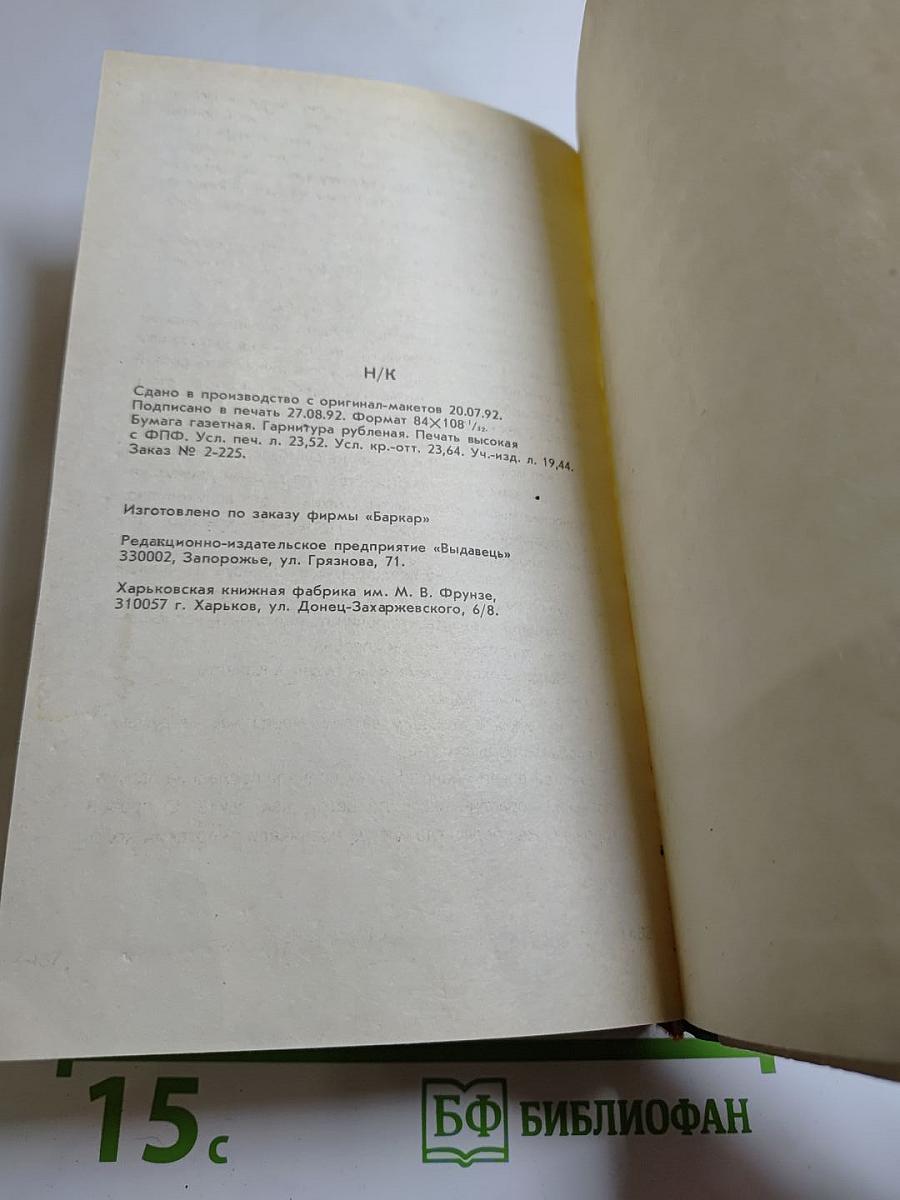 Н/К
Сдано в производство с оригинал-макетов 20.07.92.
Подписано в печать 27.08.92. Формат 84×108 1/32.
Бумага газетная. Гарнитура рубленая. Печать высокая
с ФПФ. Усл. печ. л. 23,52. Усл. кр.-отт. 23,64. Уч.-изд. л. 19,44.
Заказ № 2-225.
Изготовлено по заказу фирмы «Баркар»
Редакционно-издательское предприятие «Выдавець»
330002, Запорожье, ул. Грязнова, 71.
Харьковская книжная фабрика им. М. В. Фрунзе,
310057 г. Харьков, ул. Донец-Захаржевского, 6/8.
15 с
БФ БИБЛИОФАН